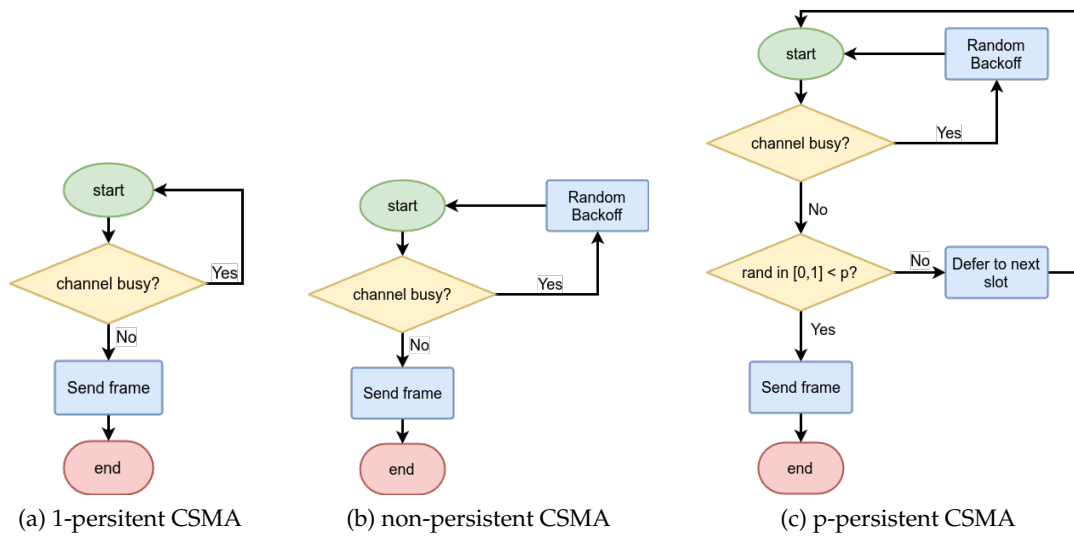 start
channel busy?
Yes
No
Send frame
end
(a) 1-persitent CSMA
start
Random
Backoff
channel busy?
Yes
No
Send frame
end
(b) non-persistent CSMA
start
Random
Backoff
channel busy?
Yes
No
rand in [0,1] < p?
No
Defer to next
slot
Yes
Send frame
end
(c) p-persistent CSMA